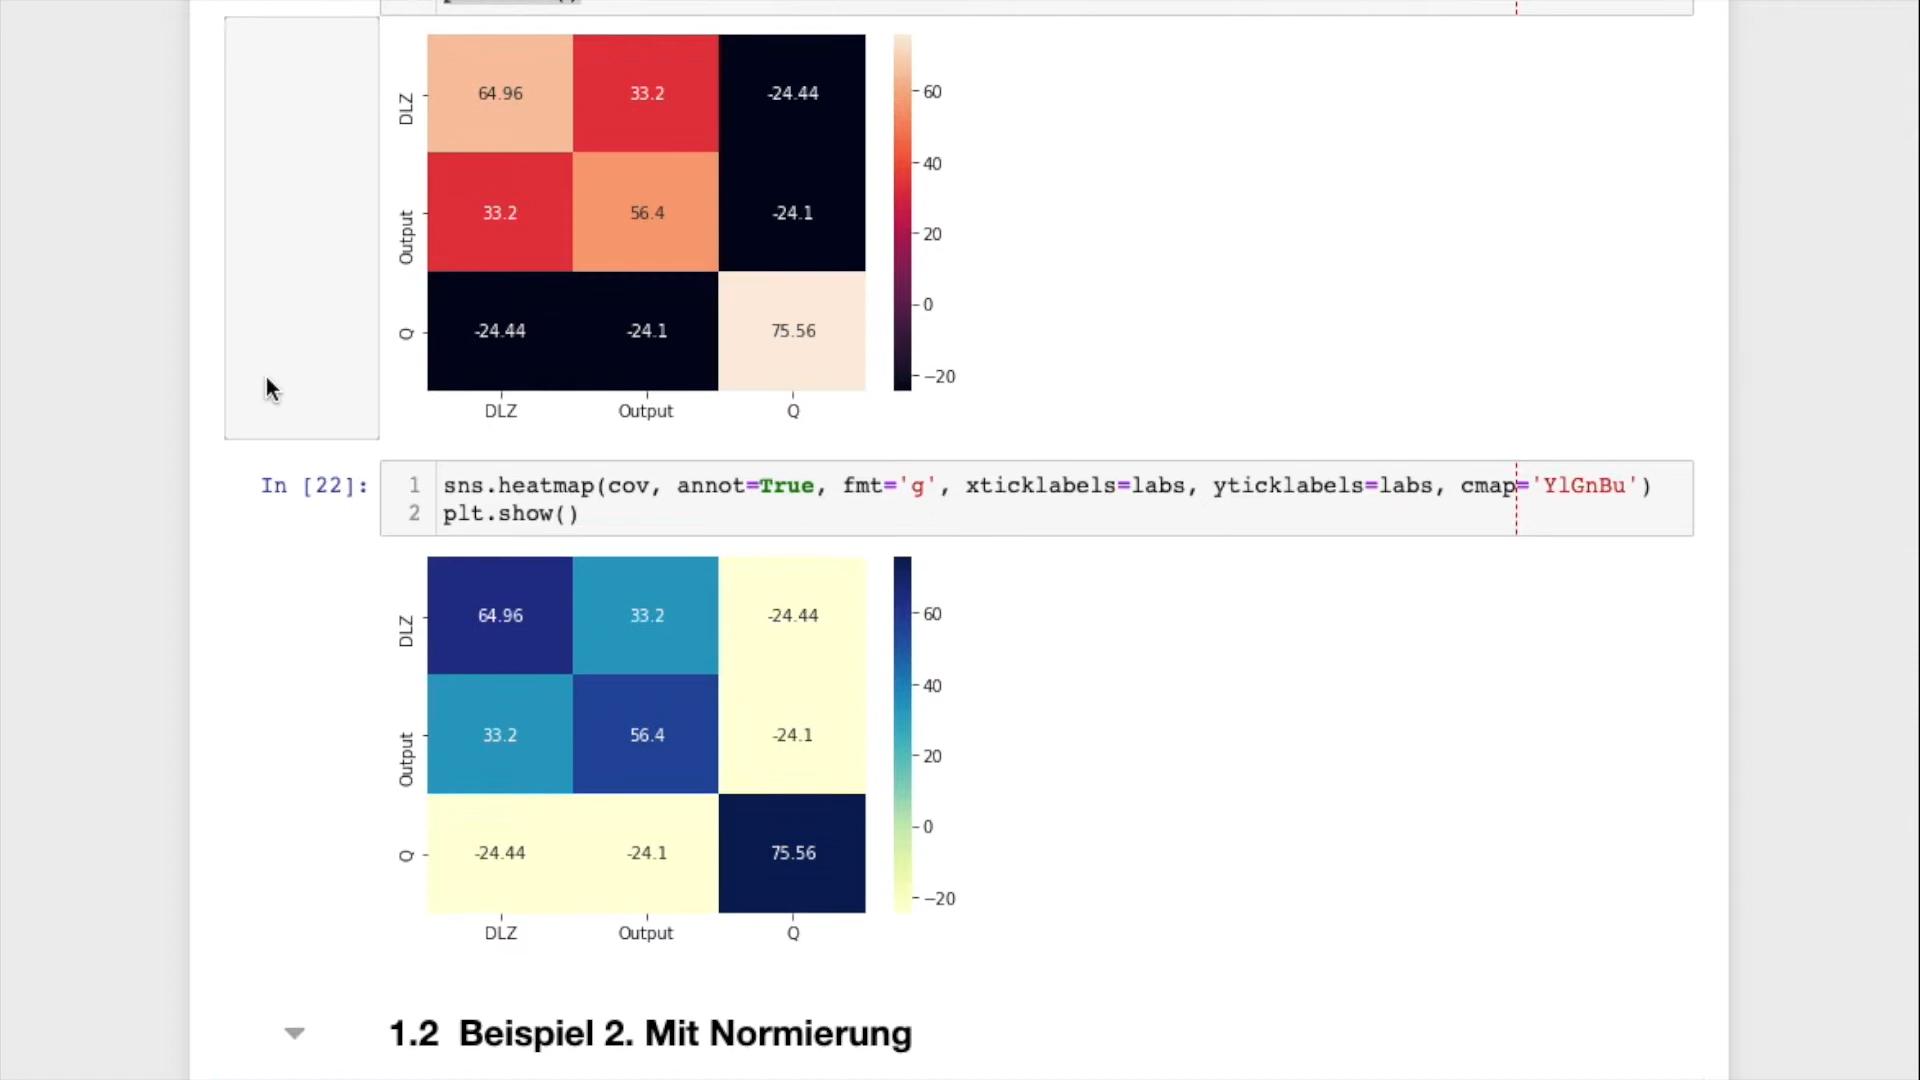 DLZ 64.96 33.2 -24.44
Output 33.2 56.4 -24.1
Q -24.44 -24.1 75.56
DLZ Output Q
60
40
20
0
−20
In [22]:
1 sns.heatmap(cov, annot=True, fmt='g', xticklabels=labs, yticklabels=labs, cmap='YlGnBu')
2 plt.show()
DLZ 64.96 33.2 -24.44
Output 33.2 56.4 -24.1
Q -24.44 -24.1 75.56
DLZ Output Q
60
40
20
0
−20
1.2 Beispiel 2. Mit Normierung